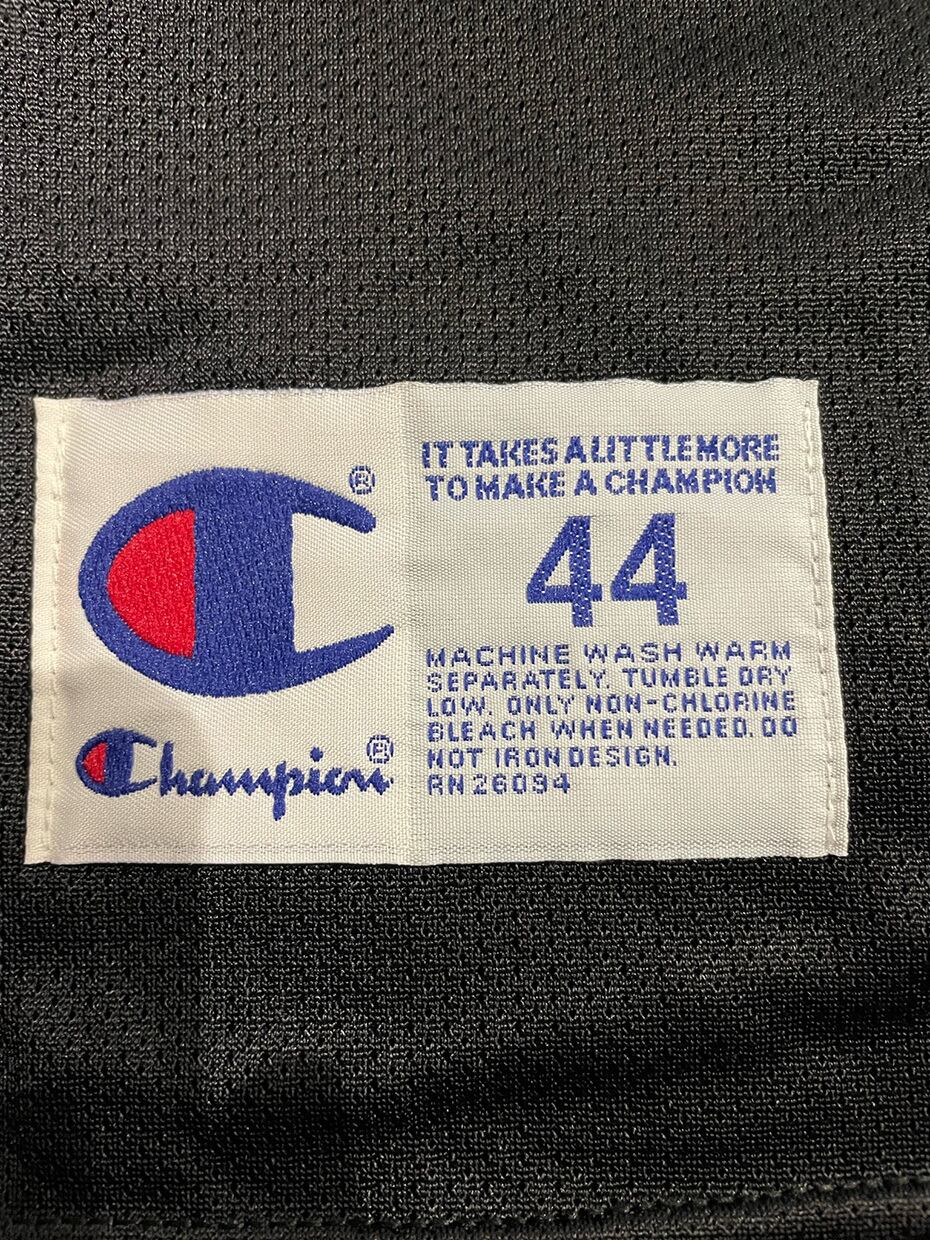 ®
Champion®
IT TAKES A LITTLE MORE
TO MAKE A CHAMPION
44
MACHINE WASH WARM
SEPARATELY. TUMBLE DRY
LOW. ONLY NON-CHLORINE
BLEACH WHEN NEEDED. DO
NOT IRON DESIGN.
RN 26094